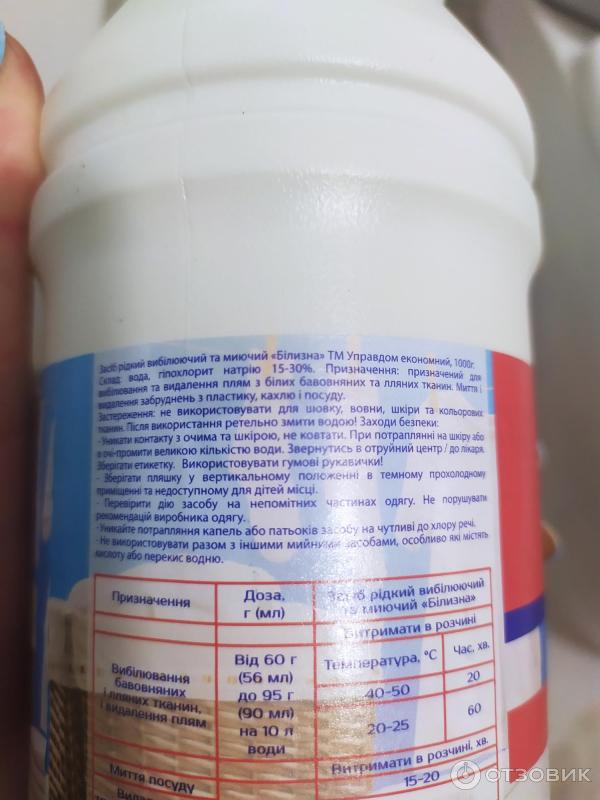 Засіб рідкий вибілюючий та миючий «Білизна» ТМ Управдом економний, 1000г.
Склад: вода, гіпохлорит натрію 15-30%. Призначення: призначений для
вибілювання та видалення плям з білих бавовняних та лляних тканин. Миття і
видалення забруднень з пластику, кахлю і посуду.
Застереження: не використовувати для шовку, вовни, шкіри та кольорових
тканин. Після використання ретельно змити водою! Заходи безпеки:
- Уникати контакту з очима та шкірою, не ковтати. При потраплянні на шкіру або
в очі-промити великою кількістю води. Звернутись в отруйний центр / до лікаря.
Зберігати етикетку. Використовувати гумові рукавички!
- Зберігати пляшку у вертикальному положенні в темному прохолодному
приміщенні та недоступному для дітей місці.
- Перевірити дію засобу на непомітних частинах одягу. Не порушувати
рекомендацій виробника одягу.
- Уникайте потрапляння капель або патьоків засобу на чутливі до хлору речі.
- Не використовувати разом з іншими мийними засобами, особливо які містять
кислоту або перекис водню.
Призначення
Доза,
г (мл)
Засіб рідкий вибілюючий
та миючий «Білизна»
Вибілювання
бавовняних
і лляних тканин,
і видалення плям
Від 60 г
(56 мл)
до 95 г
(90 мл)
на 10 л
води
Витримати в розчині
Температура, °С
Час, хв.
40-50
20
20-25
60
Миття посуду
Витримати в розчині, хв.
15-20
отзовик